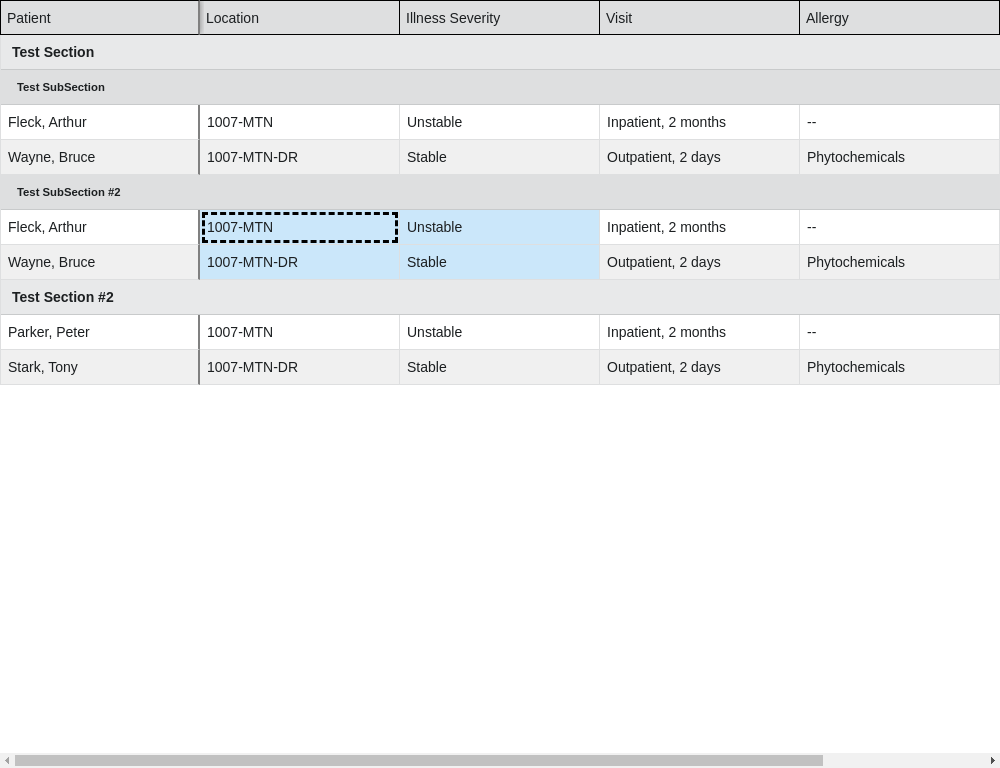 Patient Location Illness Severity Visit Allergy
Test Section
Test SubSection
Fleck, Arthur 1007-MTN Unstable Inpatient, 2 months --
Wayne, Bruce 1007-MTN-DR Stable Outpatient, 2 days Phytochemicals
Test SubSection #2
Fleck, Arthur 1007-MTN Unstable Inpatient, 2 months --
Wayne, Bruce 1007-MTN-DR Stable Outpatient, 2 days Phytochemicals
Test Section #2
Parker, Peter 1007-MTN Unstable Inpatient, 2 months --
Stark, Tony 1007-MTN-DR Stable Outpatient, 2 days Phytochemicals